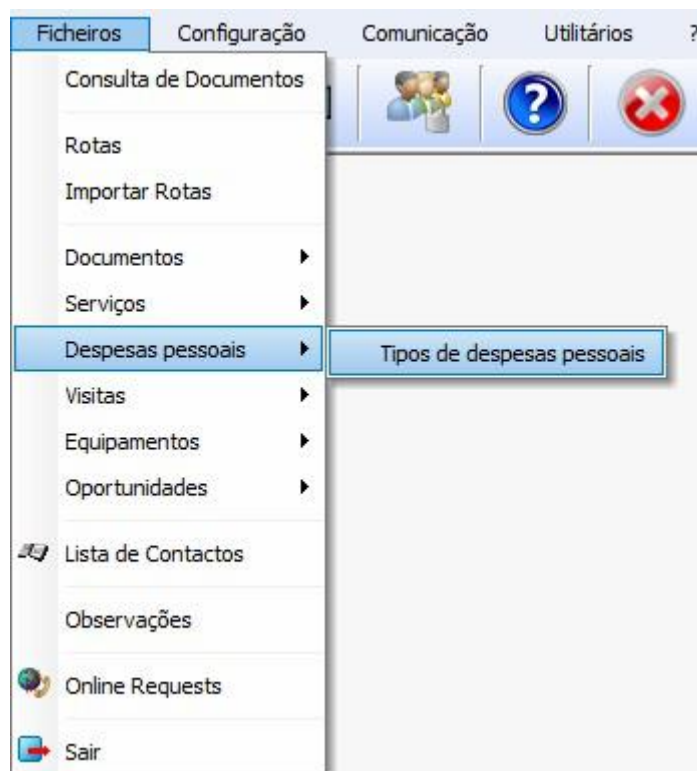 Ficheiros Configuração Comunicação Utilitários ?
Consulta de Documentos
Rotas
Importar Rotas
Documentos
Serviços
Despesas pessoais Tipos de despesas pessoais
Visitas
Equipamentos
Oportunidades
Lista de Contactos
Observações
Online Requests
Sair